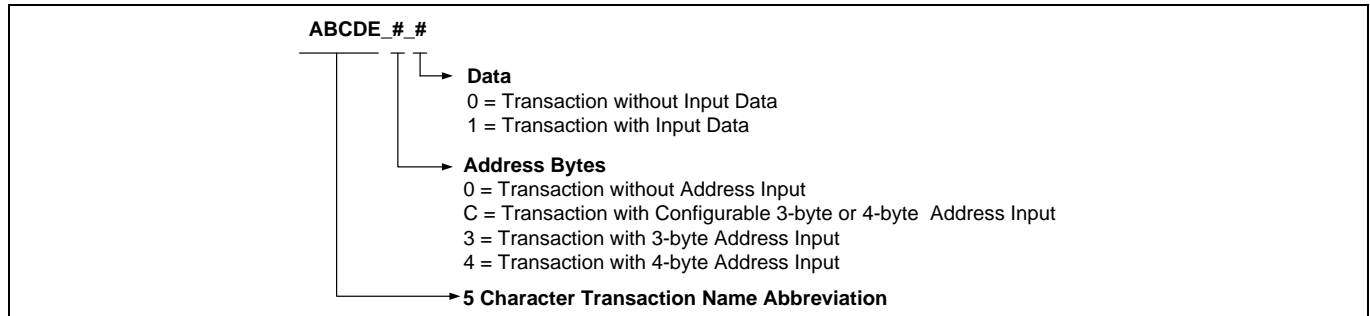 ABCDE_#_#
Data
0 = Transaction without Input Data
1 = Transaction with Input Data
Address Bytes
0 = Transaction without Address Input
C = Transaction with Configurable 3-byte or 4-byte Address Input
3 = Transaction with 3-byte Address Input
4 = Transaction with 4-byte Address Input
5 Character Transaction Name Abbreviation